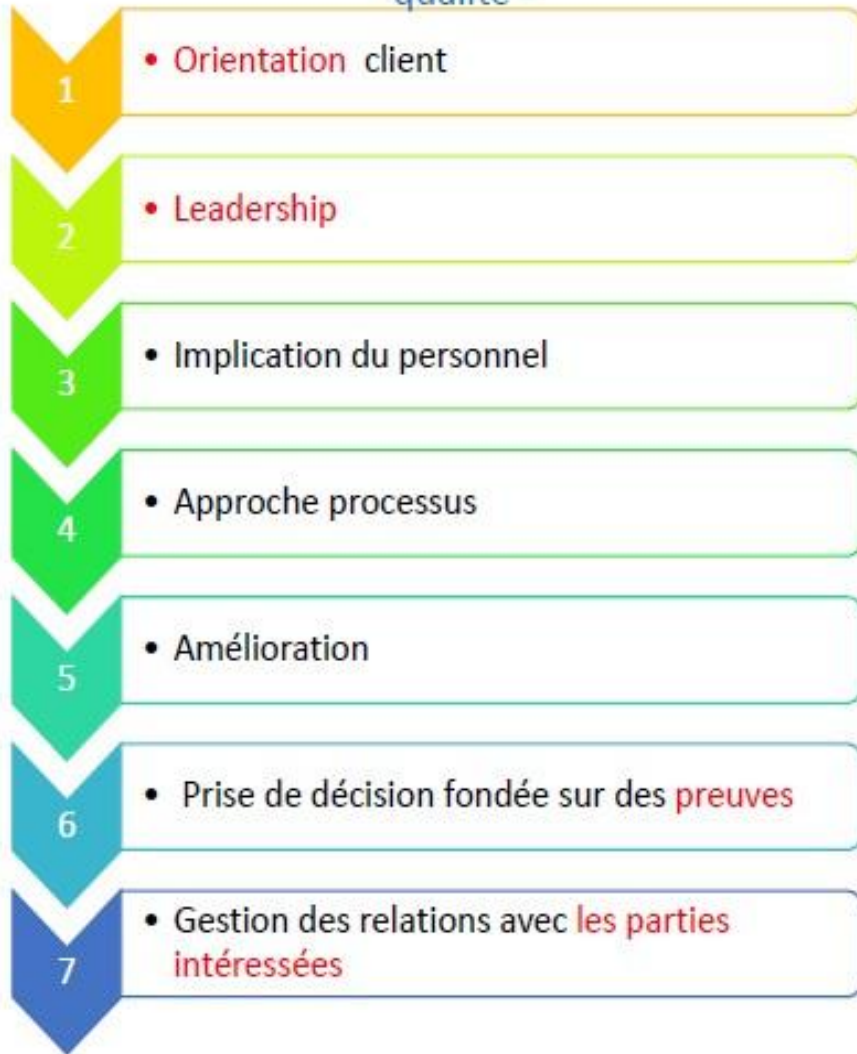 qualité
1
• Orientation client
2
• Leadership
3
• Implication du personnel
4
• Approche processus
5
• Amélioration
6
• Prise de décision fondée sur des preuves
7
• Gestion des relations avec les parties
intéressées